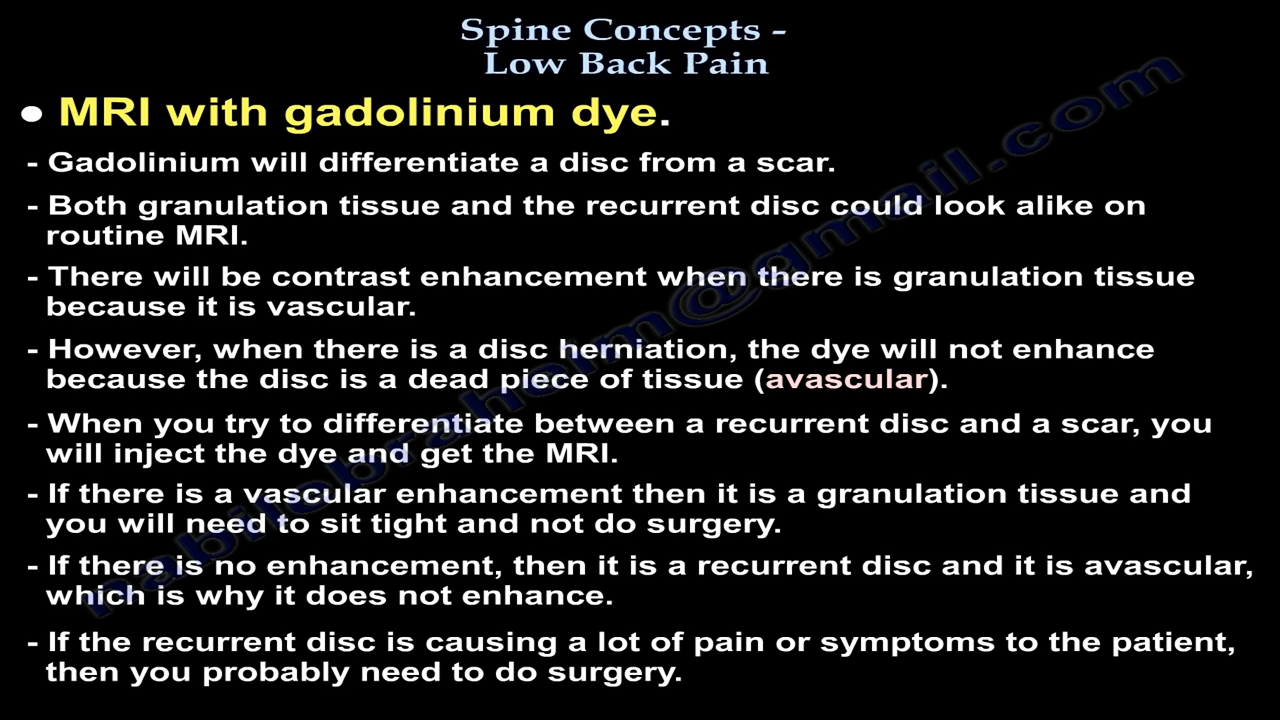 Spine Concepts -
Low Back Pain
● MRI with gadolinium dye.
- Gadolinium will differentiate a disc from a scar.
- Both granulation tissue and the recurrent disc could look alike on
routine MRI.
- There will be contrast enhancement when there is granulation tissue
because it is vascular.
- However, when there is a disc herniation, the dye will not enhance
because the disc is a dead piece of tissue (avascular).
- When you try to differentiate between a recurrent disc and a scar, you
will inject the dye and get the MRI.
- If there is a vascular enhancement then it is a granulation tissue and
you will need to sit tight and not do surgery.
- If there is no enhancement, then it is a recurrent disc and it is avascular,
which is why it does not enhance.
- If the recurrent disc is causing a lot of pain or symptoms to the patient,
then you probably need to do surgery.
nabilebraheim@gmail.com